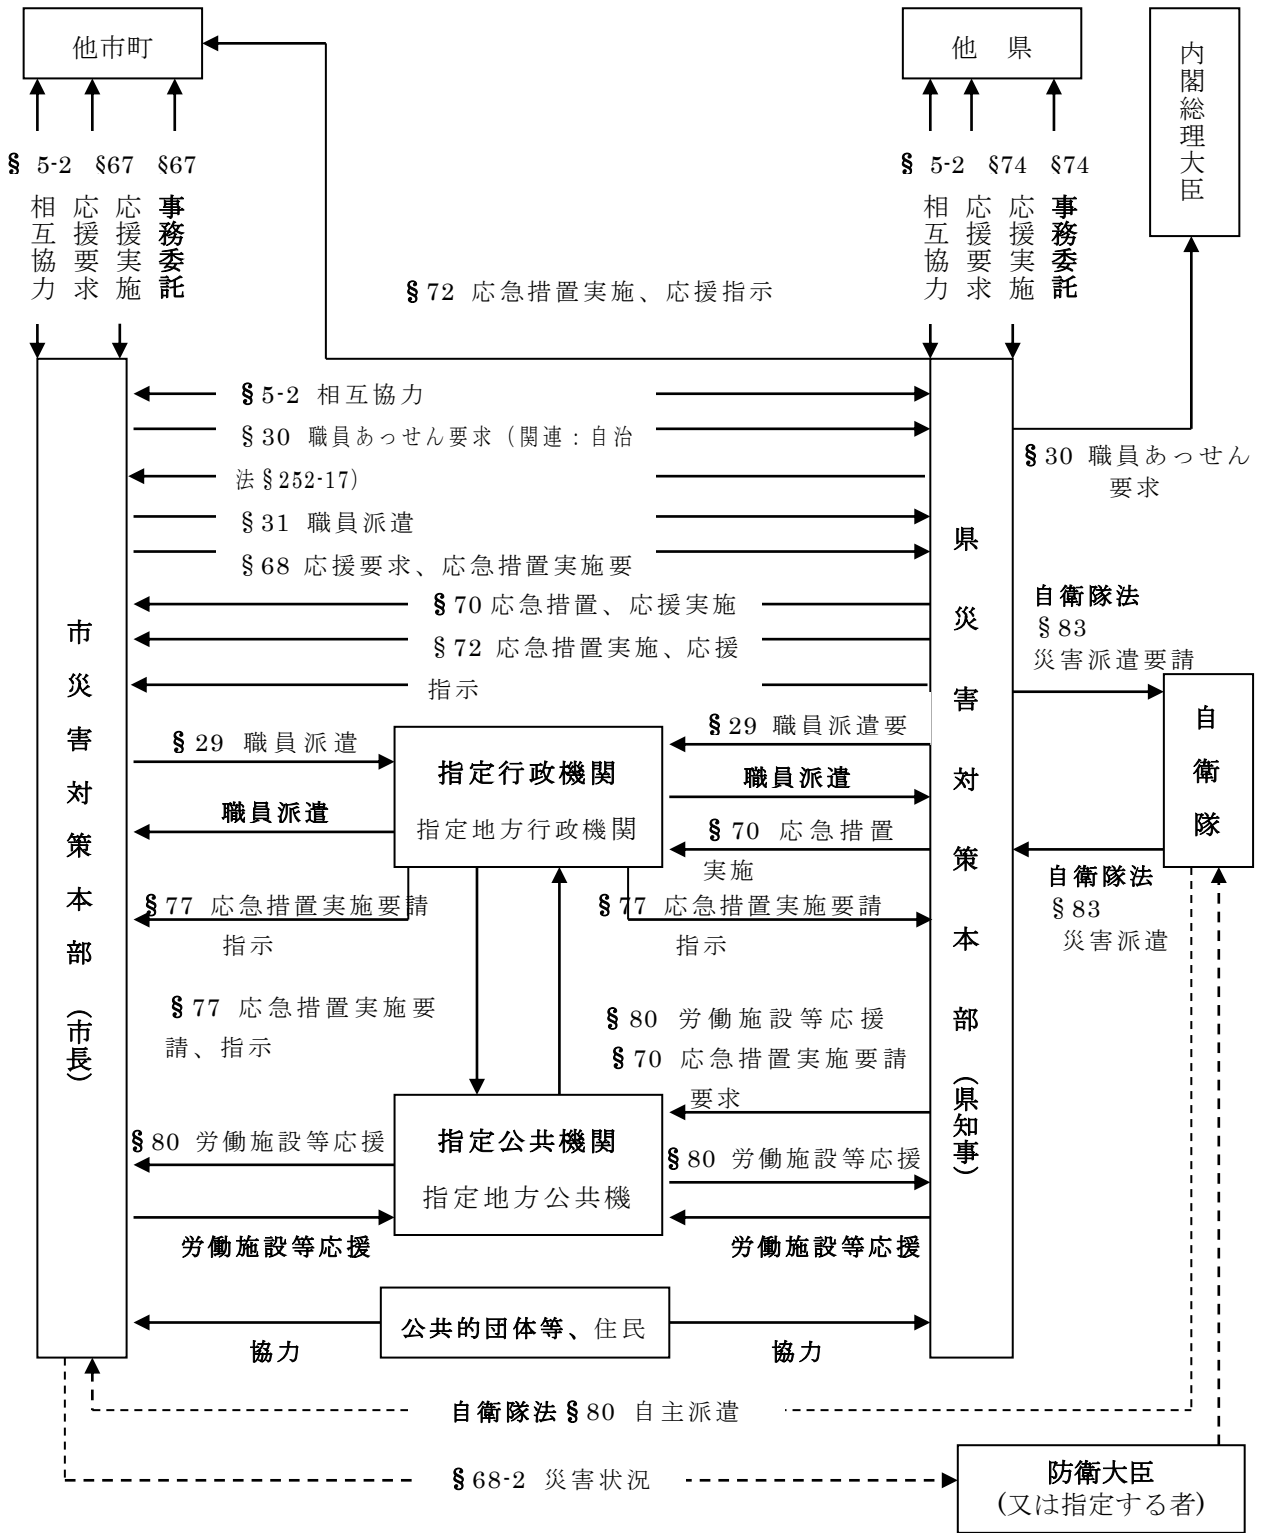 他市町
他　県
内閣総理大臣
§ 5-2 §67 §67
相互協力
応援要求
応援実施
事務委託
§ 5-2 §74 §74
相互協力
応援要求
応援実施
事務委託
§72 応急措置実施、応援指示
§5-2 相互協力
§30 職員あっせん要求（関連：自治
法§252-17）
§31 職員派遣
§68 応援要求、応急措置実施要
§70 応急措置、応援実施
§72 応急措置実施、応援
指示
§30 職員あっせん
要求
自衛隊法
§83
災害派遣要請
市災害対策本部（市長）
県災害対策本部（県知事）
自衛隊
§29 職員派遣
職員派遣
指定行政機関
指定地方行政機関
§29 職員派遣要
職員派遣
§70 応急措置
実施
自衛隊法
§83
災害派遣
§77 応急措置実施要請
指示
§77 応急措置実施要請
指示
§77 応急措置実施要
請、指示
§80 労働施設等応援
§70 応急措置実施要請
要求
§80 労働施設等応援
指定公共機関
指定地方公共機
§80 労働施設等応援
労働施設等応援
労働施設等応援
公共的団体等、住民
協力
協力
自衛隊法§80 自主派遣
§68-2 災害状況
防衛大臣
(又は指定する者)